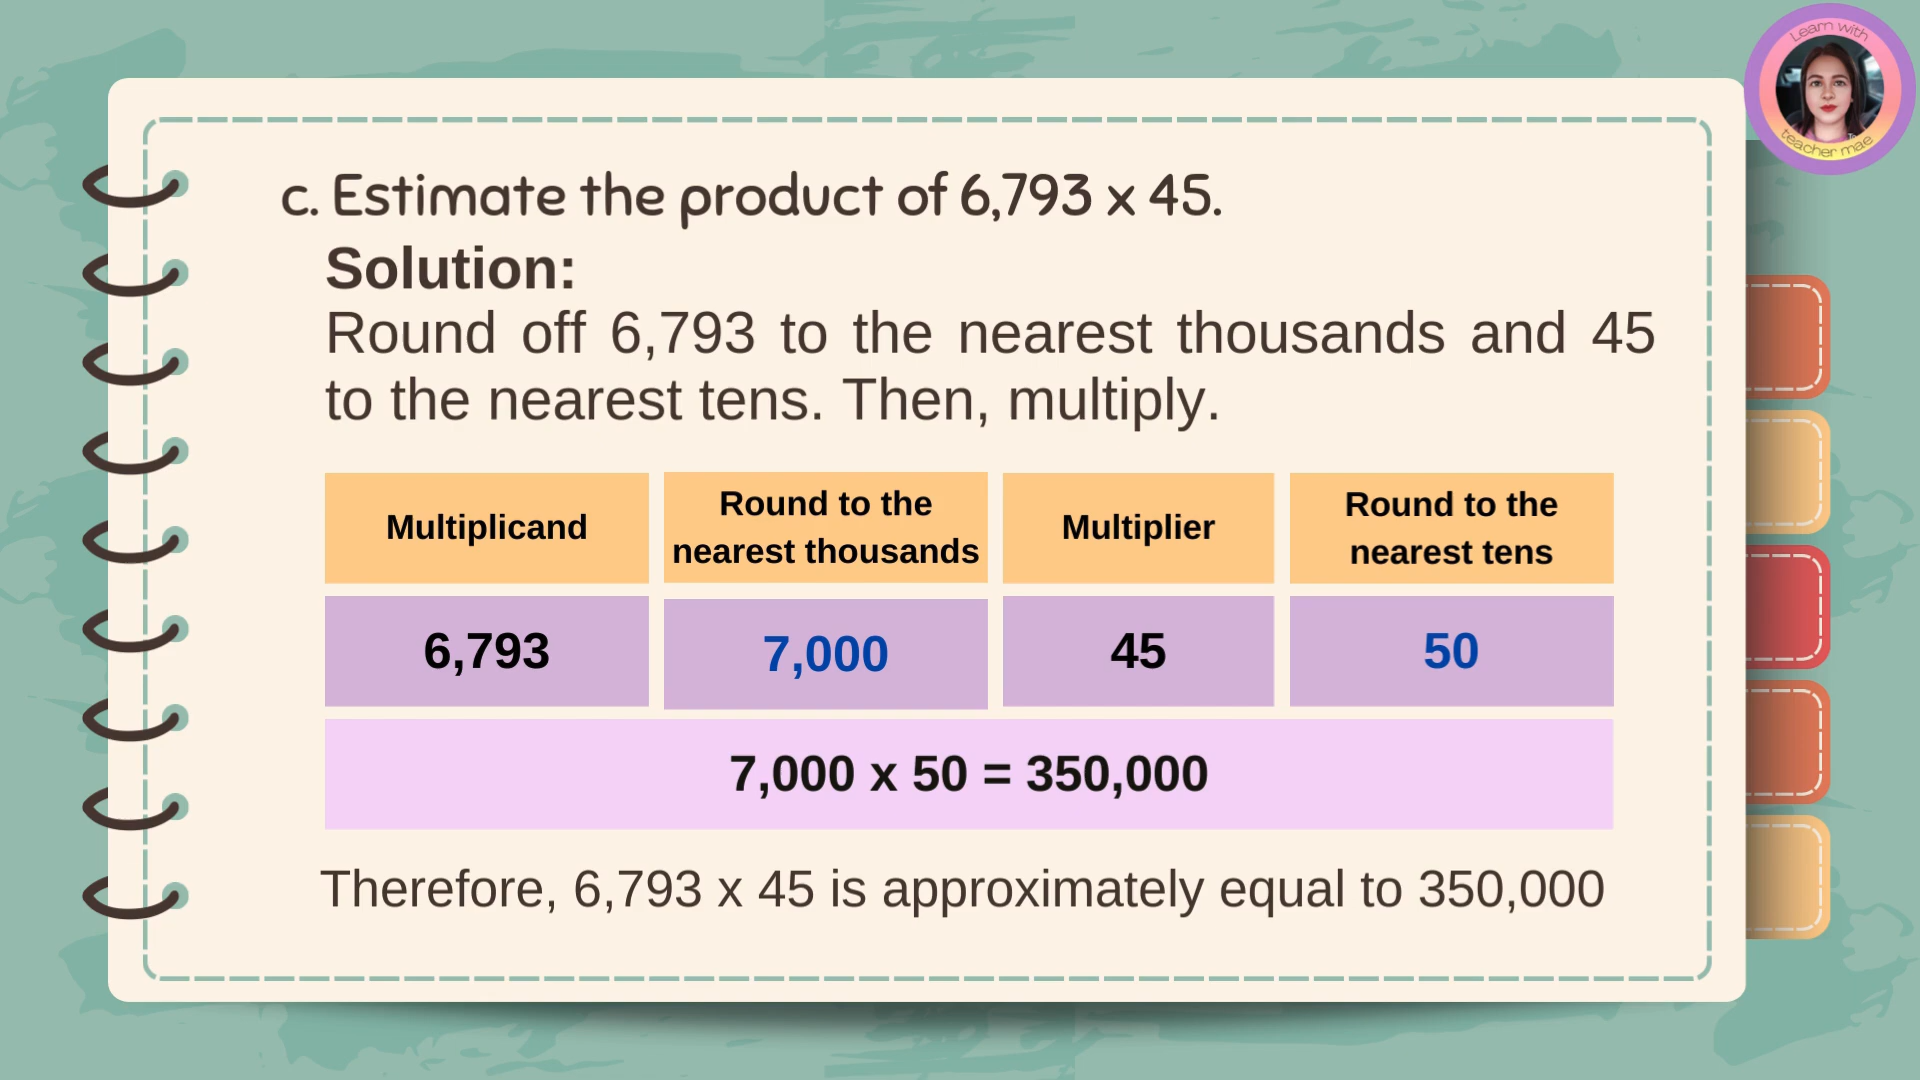 Learn with
teacher mae
c. Estimate the product of 6,793 x 45.
Solution:
Round off 6,793 to the nearest thousands and 45
to the nearest tens. Then, multiply.
Multiplicand
Round to the
nearest thousands
Multiplier
Round to the
nearest tens
6,793
7,000
45
50
7,000 x 50 = 350,000
Therefore, 6,793 x 45 is approximately equal to 350,000